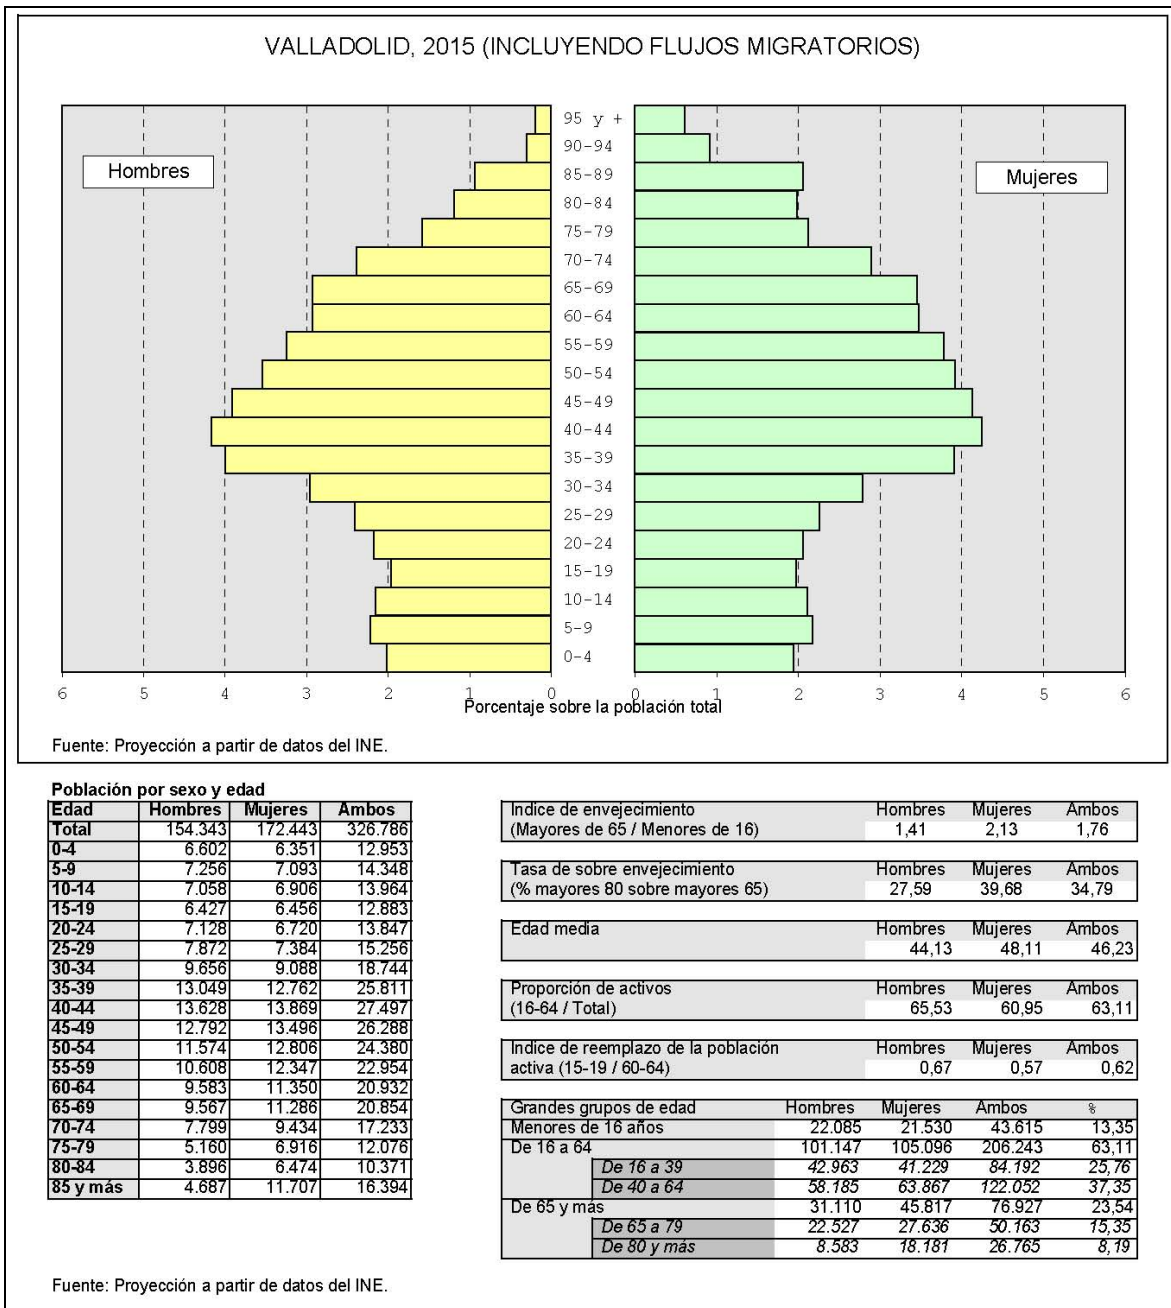 VALLADOLID, 2015 (INCLUYENDO FLUJOS MIGRATORIOS)
Hombres
Mujeres
95 y +
90-94
85-89
80-84
75-79
70-74
65-69
60-64
55-59
50-54
45-49
40-44
35-39
30-34
25-29
20-24
15-19
10-14
5-9
0-4
6 5 4 3 2 1 0 0 1 2 3 4 5 6
Porcentaje sobre la población total
Fuente: Proyección a partir de datos del INE.
Población por sexo y edad
Edad Hombres Mujeres Ambos
Total 154.343 172.443 326.786
0-4 6.602 6.351 12.953
5-9 7.256 7.093 14.348
10-14 7.058 6.906 13.964
15-19 6.427 6.456 12.883
20-24 7.128 6.720 13.847
25-29 7.872 7.384 15.256
30-34 9.656 9.088 18.744
35-39 13.049 12.762 25.811
40-44 13.628 13.869 27.497
45-49 12.792 13.496 26.288
50-54 11.574 12.806 24.380
55-59 10.608 12.347 22.954
60-64 9.583 11.350 20.932
65-69 9.567 11.286 20.854
70-74 7.799 9.434 17.233
75-79 5.160 6.916 12.076
80-84 3.896 6.474 10.371
85 y más 4.687 11.707 16.394
Indice de envejecimiento Hombres Mujeres Ambos
(Mayores de 65 / Menores de 16) 1,41 2,13 1,76
Tasa de sobre envejecimiento Hombres Mujeres Ambos
(% mayores 80 sobre mayores 65) 27,59 39,68 34,79
Edad media Hombres Mujeres Ambos
44,13 48,11 46,23
Proporción de activos Hombres Mujeres Ambos
(16-64 / Total) 65,53 60,95 63,11
Indice de reemplazo de la población Hombres Mujeres Ambos
activa (15-19 / 60-64) 0,67 0,57 0,62
Grandes grupos de edad Hombres Mujeres Ambos %
Menores de 16 años 22.085 21.530 43.615 13,35
De 16 a 64 101.147 105.096 206.243 63,11
De 16 a 39 42.963 41.229 84.192 25,76
De 40 a 64 58.185 63.867 122.052 37,35
De 65 y más 31.110 45.817 76.927 23,54
De 65 a 79 22.527 27.636 50.163 15,35
De 80 y más 8.583 18.181 26.765 8,19
Fuente: Proyección a partir de datos del INE.